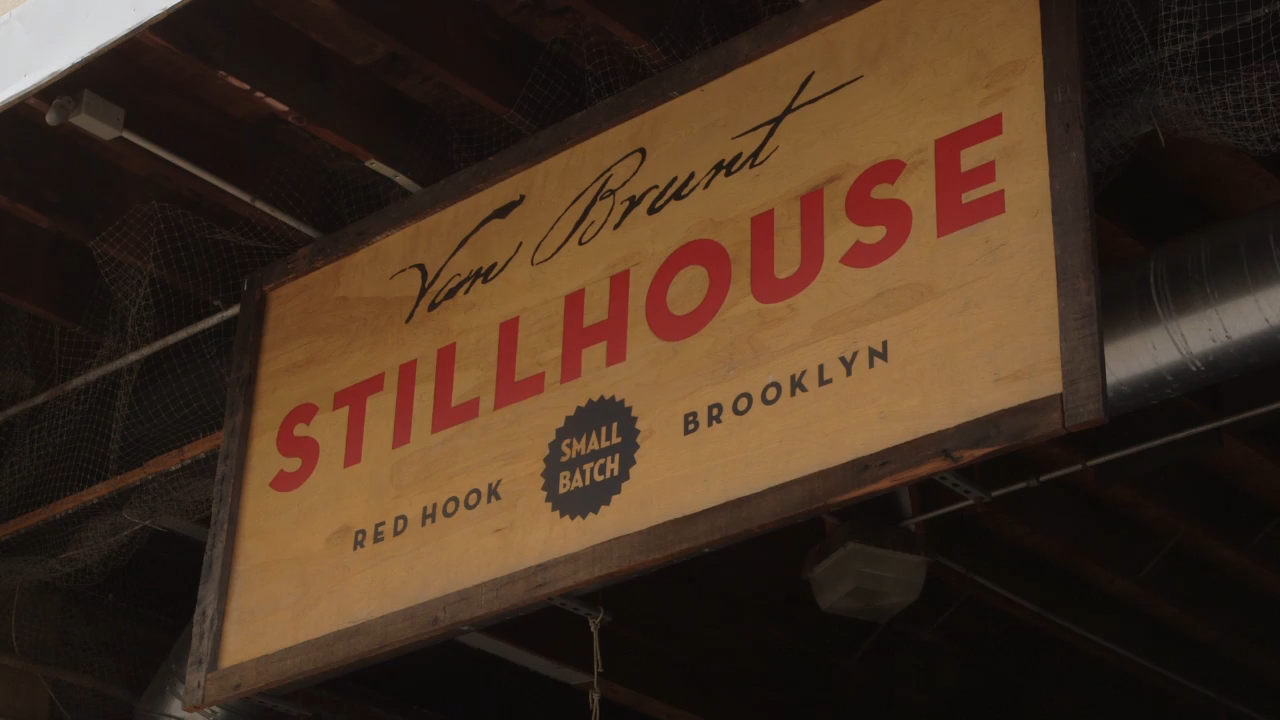 Van Brunt
STILLHOUSE
RED HOOK
SMALL
BATCH
BROOKLYN